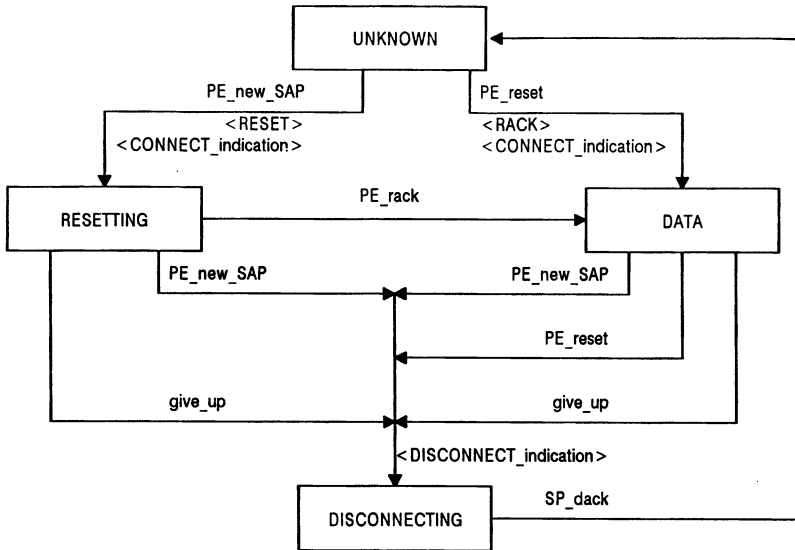 UNKNOWN
PE_new_SAP
PE_reset
<RESET>
<RACK>
<CONNECT_indication>
<CONNECT_indication>
RESETTING
PE_rack
DATA
PE_new_SAP
PE_new_SAP
PE_reset
give_up
give_up
<DISCONNECT_indication>
DISCONNECTING
SP_dack